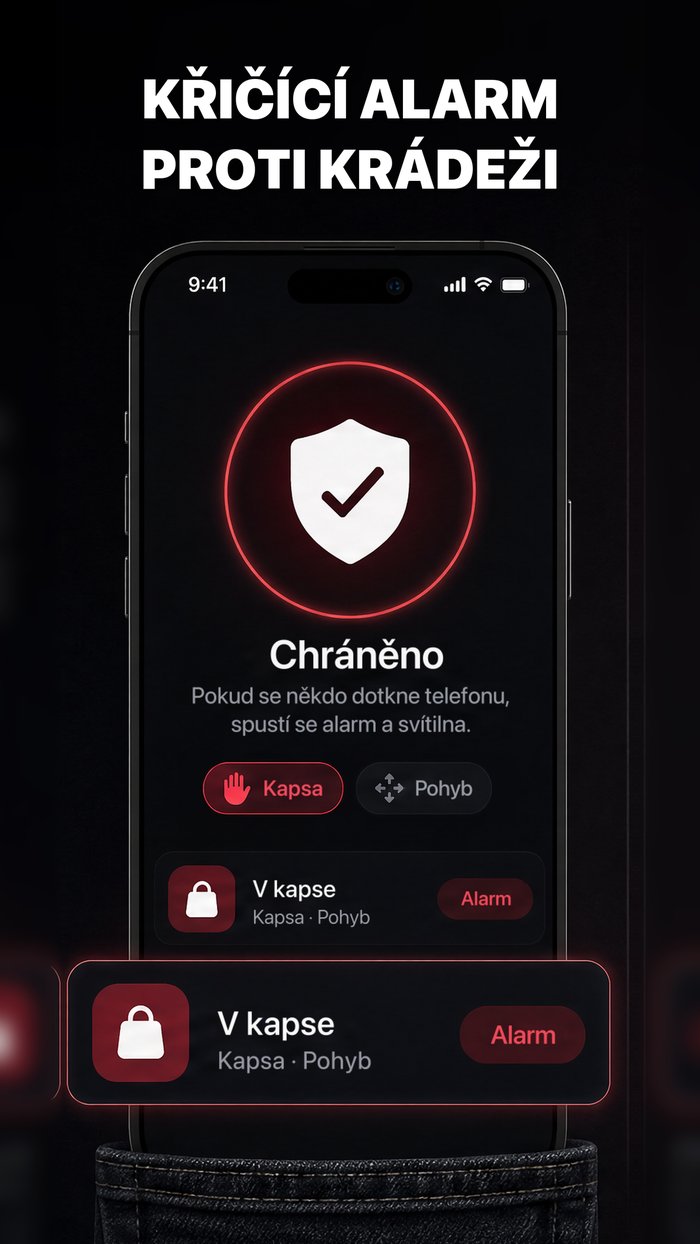 KŘIČÍCÍ ALARM
PROTI KRÁDEŽI
9:41
Chráněno
Pokud se někdo dotkne telefonu,
spustí se alarm a svítilna.
Kapsa
Pohyb
V kapse
Kapsa · Pohyb
Alarm
V kapse
Kapsa · Pohyb
Alarm